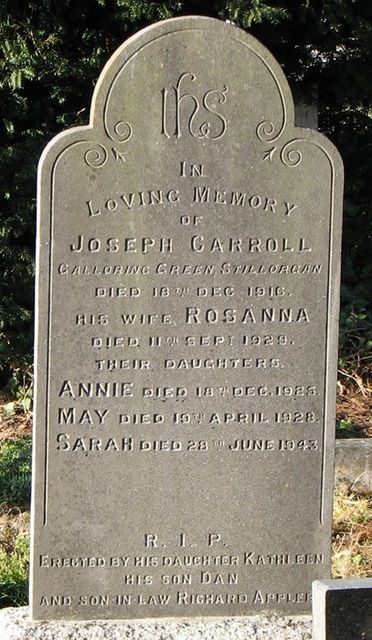 IHS
IN
LOVING MEMORY
OF
JOSEPH CARROLL
GALLOPING GREEN, STILLORGAN
DIED 18TH DEC. 1916.
HIS WIFE, ROSANNA
DIED 11TH SEPT. 1929.
THEIR DAUGHTERS.
ANNIE DIED 18TH DEC. 1923.
MAY DIED 19TH APRIL 1928.
SARAH DIED 28TH JUNE 1943.
R. I. P.
ERECTED BY HIS DAUGHTER KATHLEEN
HIS SON DAN
AND SON-IN-LAW RICHARD